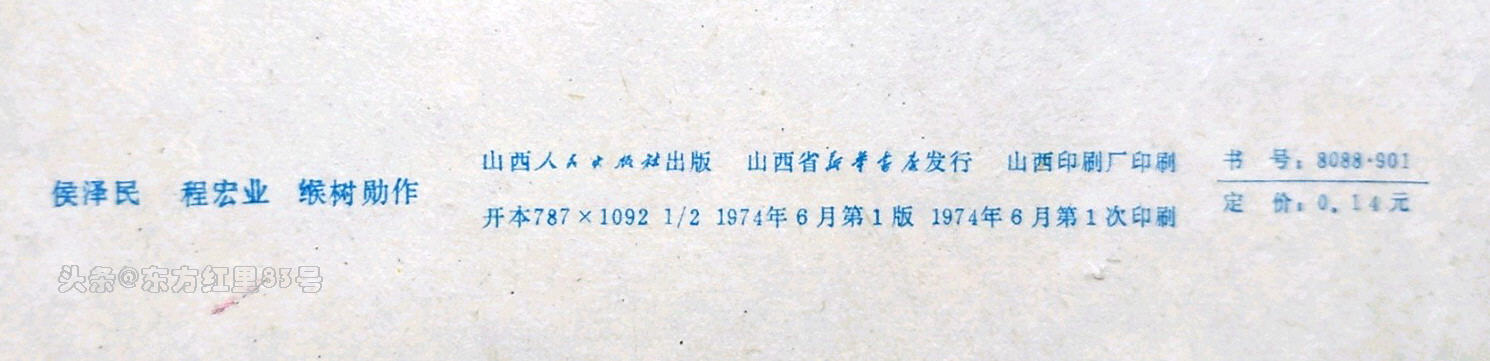 侯泽民 程宏业 缑树勋作
山西人民出版社出版 山西省新华书店发行 山西印刷厂印刷
开本787×1092 1/2 1974年6月第1版 1974年6月第1次印刷
书 号：8088·901
定 价：0.14元
头条@东方红里83号